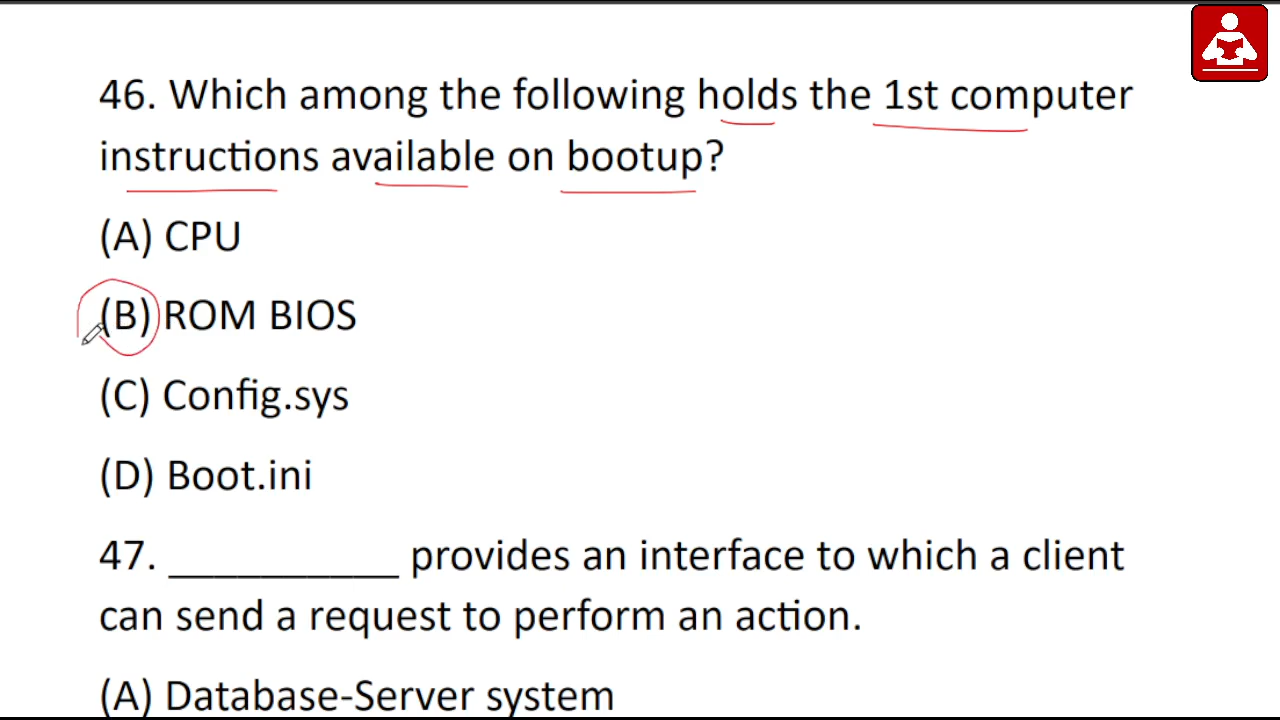 46. Which among the following holds the 1st computer
instructions available on bootup?
(A) CPU
(B) ROM BIOS
(C) Config.sys
(D) Boot.ini
47. __________ provides an interface to which a client
can send a request to perform an action.
(A) Database-Server system